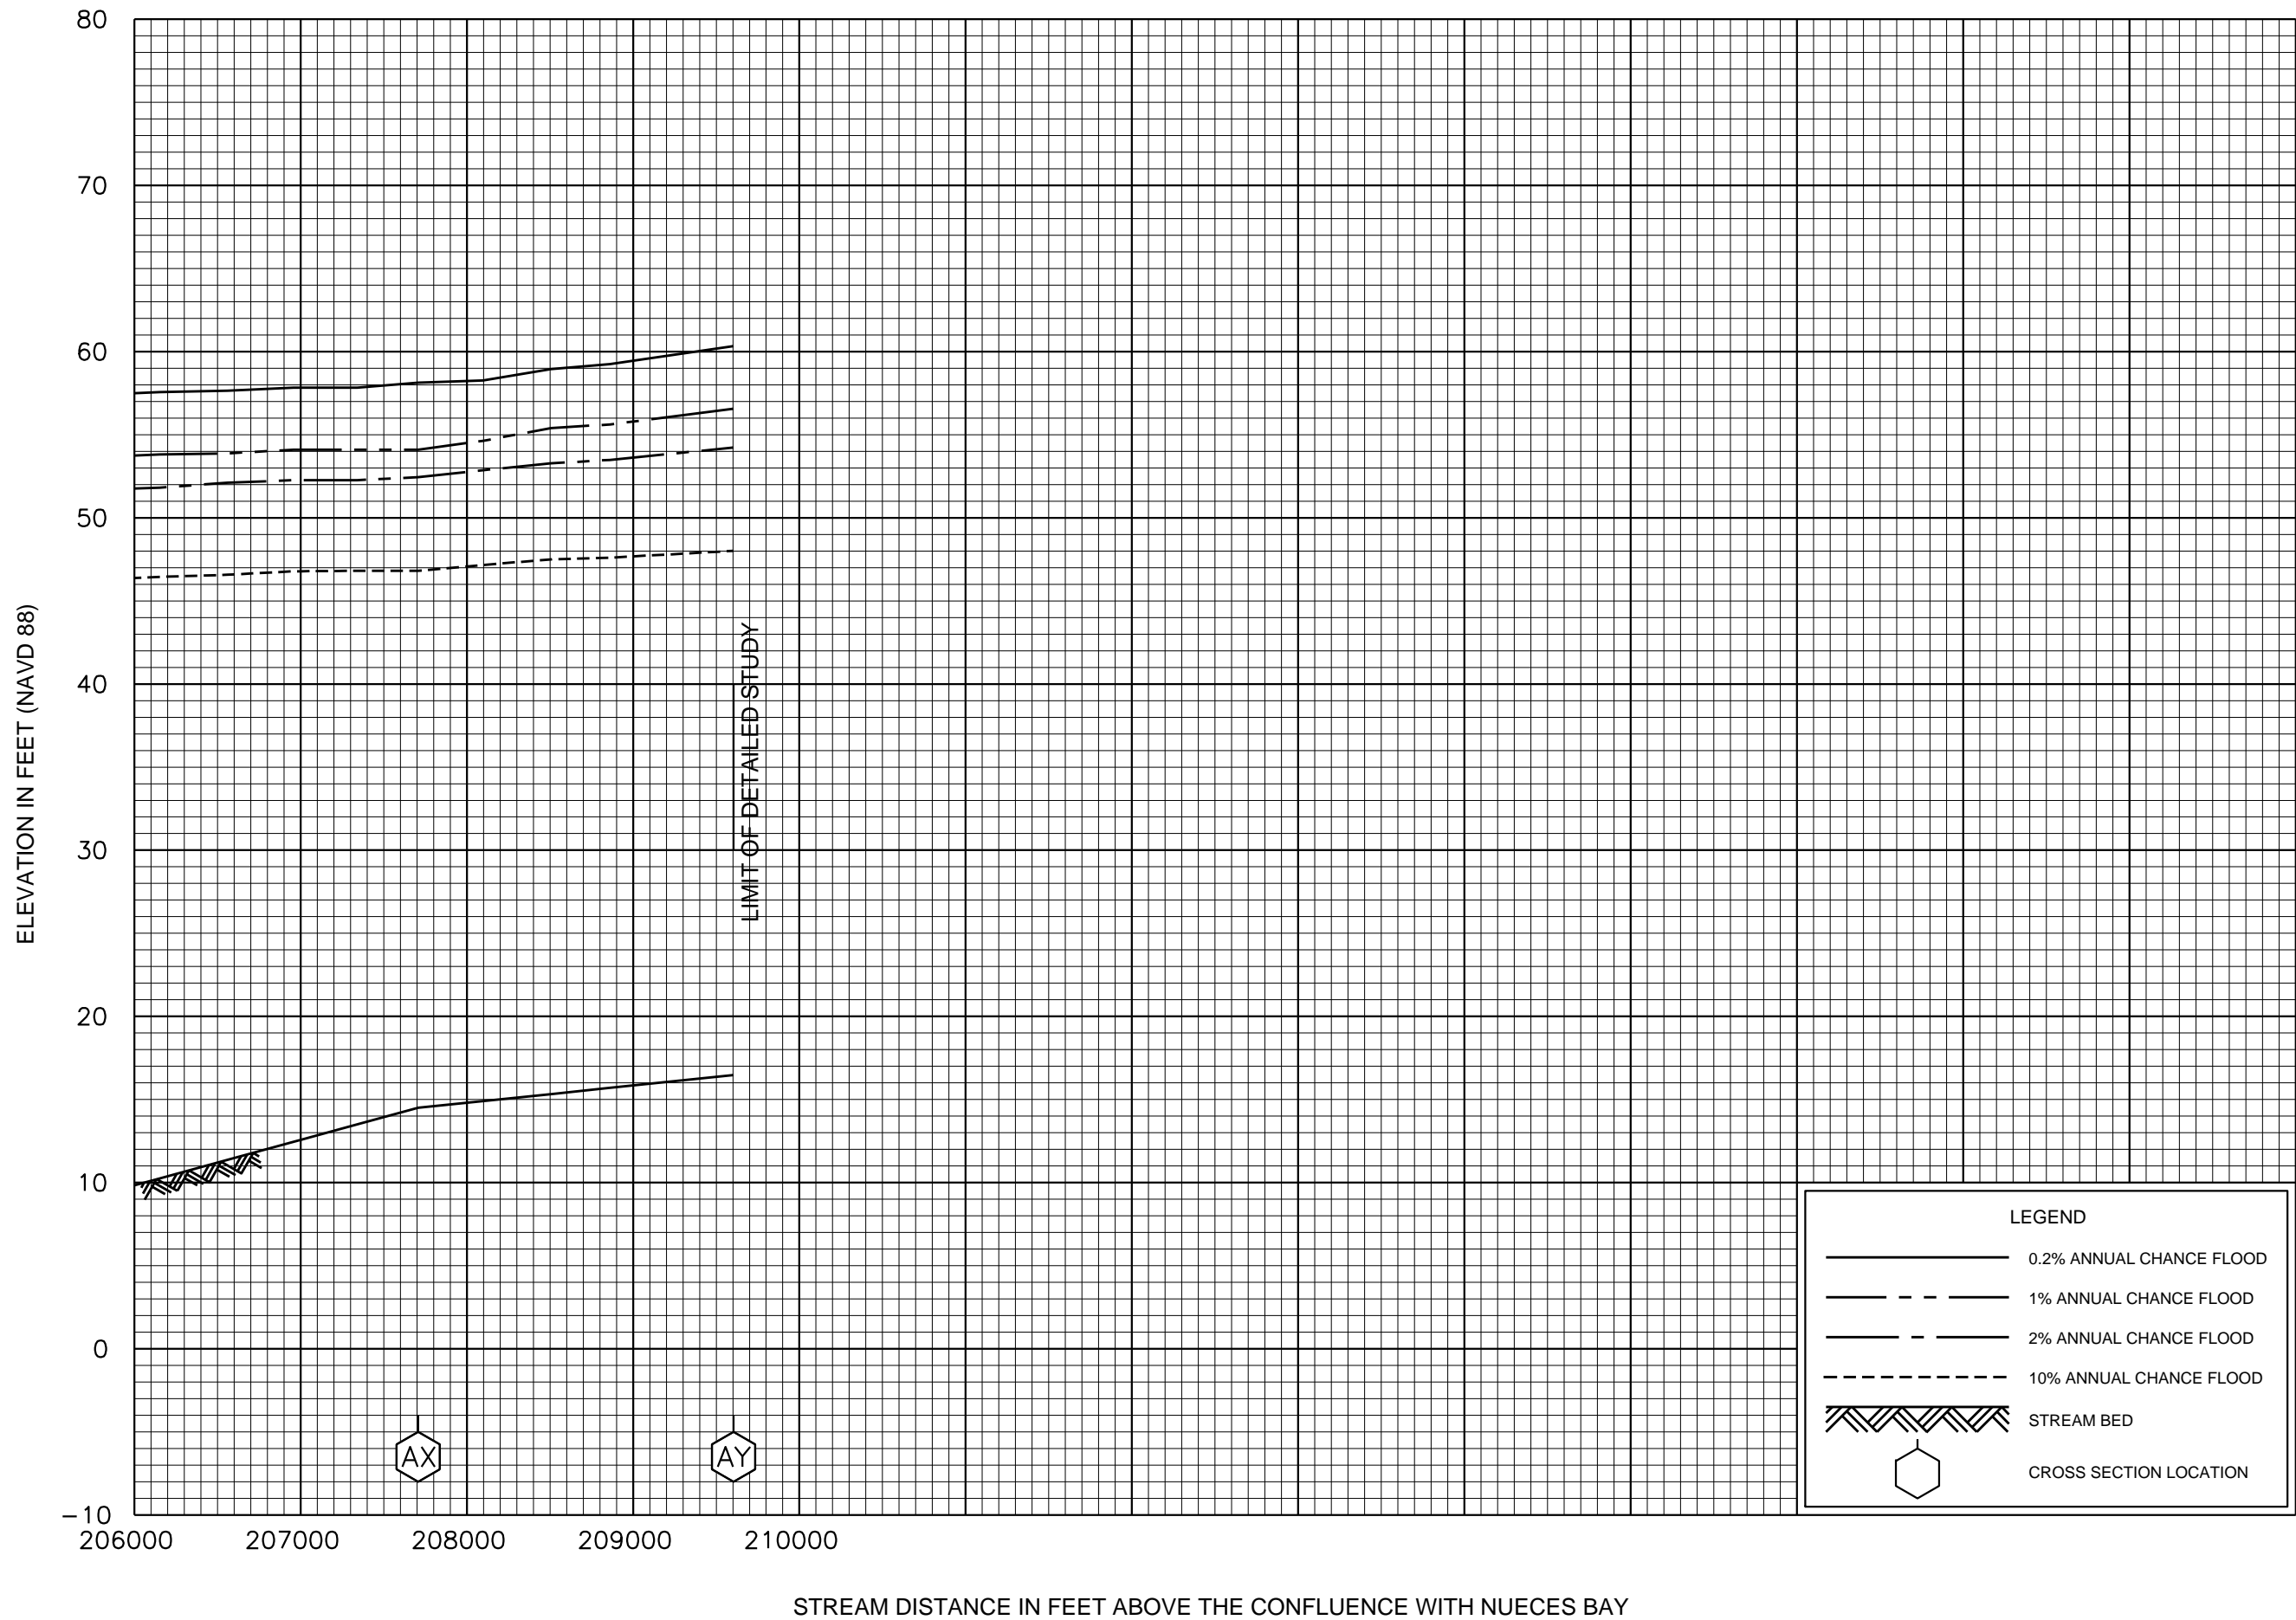 80
70
60
50
40
30
20
10
0
-10
ELEVATION IN FEET (NAVD 88)
LIMIT OF DETAILED STUDY
AX
AY
206000
207000
208000
209000
210000
STREAM DISTANCE IN FEET ABOVE THE CONFLUENCE WITH NUECES BAY
LEGEND
0.2% ANNUAL CHANCE FLOOD
1% ANNUAL CHANCE FLOOD
2% ANNUAL CHANCE FLOOD
10% ANNUAL CHANCE FLOOD
STREAM BED
CROSS SECTION LOCATION